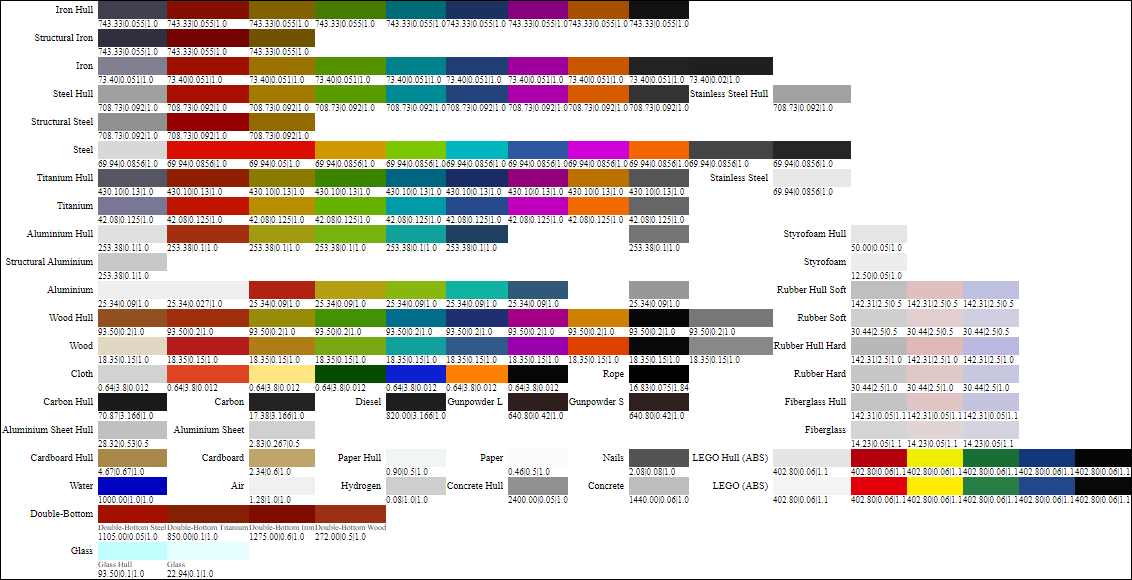 Iron Hull
743.33|0.055|1.0 743.33|0.055|1.0 743.33|0.055|1.0 743.33|0.055|1.0 743.33|0.055|1.0 743.33|0.055|1.0 743.33|0.055|1.0 743.33|0.055|1.0 743.33|0.055|1.0
Structural Iron
743.33|0.055|1.0 743.33|0.055|1.0 743.33|0.055|1.0
Iron
73.40|0.051|1.0 73.40|0.051|1.0 73.40|0.051|1.0 73.40|0.051|1.0 73.40|0.051|1.0 73.40|0.051|1.0 73.40|0.051|1.0 73.40|0.051|1.0 73.40|0.051|1.0 73.40|0.02|1.0
Steel Hull Stainless Steel Hull
708.73|0.092|1.0 708.73|0.092|1.0 708.73|0.092|1.0 708.73|0.092|1.0 708.73|0.092|1.0 708.73|0.092|1.0 708.73|0.092|1.0 708.73|0.092|1.0 708.73|0.092|1.0 708.73|0.092|1.0
Structural Steel
708.73|0.092|1.0 708.73|0.092|1.0 708.73|0.092|1.0
Steel
69.94|0.0856|1.0 69.94|0.0856|1.0 69.94|0.05|1.0 69.94|0.0856|1.0 69.94|0.0856|1.0 69.94|0.0856|1.0 69.94|0.0856|1.0 69.94|0.0856|1.0 69.94|0.0856|1.0 69.94|0.0856|1.0 69.94|0.0856|1.0
Titanium Hull Stainless Steel
430.10|0.13|1.0 430.10|0.13|1.0 430.10|0.13|1.0 430.10|0.13|1.0 430.10|0.13|1.0 430.10|0.13|1.0 430.10|0.13|1.0 430.10|0.13|1.0 430.10|0.13|1.0 69.94|0.0856|1.0
Titanium
42.08|0.125|1.0 42.08|0.125|1.0 42.08|0.125|1.0 42.08|0.125|1.0 42.08|0.125|1.0 42.08|0.125|1.0 42.08|0.125|1.0 42.08|0.125|1.0 42.08|0.125|1.0
Aluminium Hull Styrofoam Hull
253.38|0.1|1.0 253.38|0.1|1.0 253.38|0.1|1.0 253.38|0.1|1.0 253.38|0.1|1.0 253.38|0.1|1.0 253.38|0.1|1.0 50.00|0.05|1.0
Structural Aluminium Styrofoam
253.38|0.1|1.0 12.50|0.05|1.0
Aluminium Rubber Hull Soft
25.34|0.09|1.0 25.34|0.027|1.0 25.34|0.09|1.0 25.34|0.09|1.0 25.34|0.09|1.0 25.34|0.09|1.0 25.34|0.09|1.0 25.34|0.09|1.0 142.31|2.5|0.5 142.31|2.5|0.5 142.31|2.5|0.5
Wood Hull Rubber Soft
93.50|0.2|1.0 93.50|0.2|1.0 93.50|0.2|1.0 93.50|0.2|1.0 93.50|0.2|1.0 93.50|0.2|1.0 93.50|0.2|1.0 93.50|0.2|1.0 93.50|0.2|1.0 93.50|0.2|1.0 30.44|2.5|0.5 30.44|2.5|0.5 30.44|2.5|0.5
Wood Rubber Hull Hard
18.35|0.15|1.0 18.35|0.15|1.0 18.35|0.15|1.0 18.35|0.15|1.0 18.35|0.15|1.0 18.35|0.15|1.0 18.35|0.15|1.0 18.35|0.15|1.0 18.35|0.15|1.0 18.35|0.15|1.0 142.31|2.5|1.0 142.31|2.5|1.0 142.31|2.5|1.0
Cloth Rope Rubber Hard
0.64|3.8|0.012 0.64|3.8|0.012 0.64|3.8|0.012 0.64|3.8|0.012 0.64|3.8|0.012 0.64|3.8|0.012 0.64|3.8|0.012 16.83|0.075|1.84 30.44|2.5|1.0 30.44|2.5|1.0 30.44|2.5|1.0
Carbon Hull Carbon Diesel Gunpowder L Gunpowder S Fiberglass Hull
70.87|3.166|1.0 17.38|3.166|1.0 820.00|3.166|1.0 640.80|0.42|1.0 640.80|0.42|1.0 142.31|0.05|1.1 142.31|0.05|1.1 142.31|0.05|1.1
Aluminium Sheet Hull Aluminium Sheet Fiberglass
28.32|0.53|0.5 2.83|0.267|0.5 14.23|0.05|1.1 14.23|0.05|1.1 14.23|0.05|1.1
Cardboard Hull Cardboard Paper Hull Paper Nails LEGO Hull (ABS)
4.67|0.67|1.0 2.34|0.6|1.0 0.90|0.5|1.0 0.46|0.5|1.0 2.08|0.08|1.0 402.80|0.06|1.1 402.80|0.06|1.1 402.80|0.06|1.1 402.80|0.06|1.1 402.80|0.06|1.1 402.80|0.06|1.1
Water Air Hydrogen Concrete Hull Concrete LEGO (ABS)
1000.00|1.0|1.0 1.28|1.0|1.0 0.08|1.0|1.0 2400.00|0.05|1.0 1440.00|0.06|1.0 402.80|0.06|1.1 402.80|0.06|1.1 402.80|0.06|1.1 402.80|0.06|1.1 402.80|0.06|1.1 402.80|0.06|1.1
Double-Bottom
Double-Bottom Steel Double-Bottom Titanium Double-Bottom Iron Double-Bottom Wood
1105.00|0.05|1.0 850.00|0.1|1.0 1275.00|0.6|1.0 272.00|0.5|1.0
Glass
Glass Hull Glass
93.50|0.1|1.0 22.94|0.1|1.0